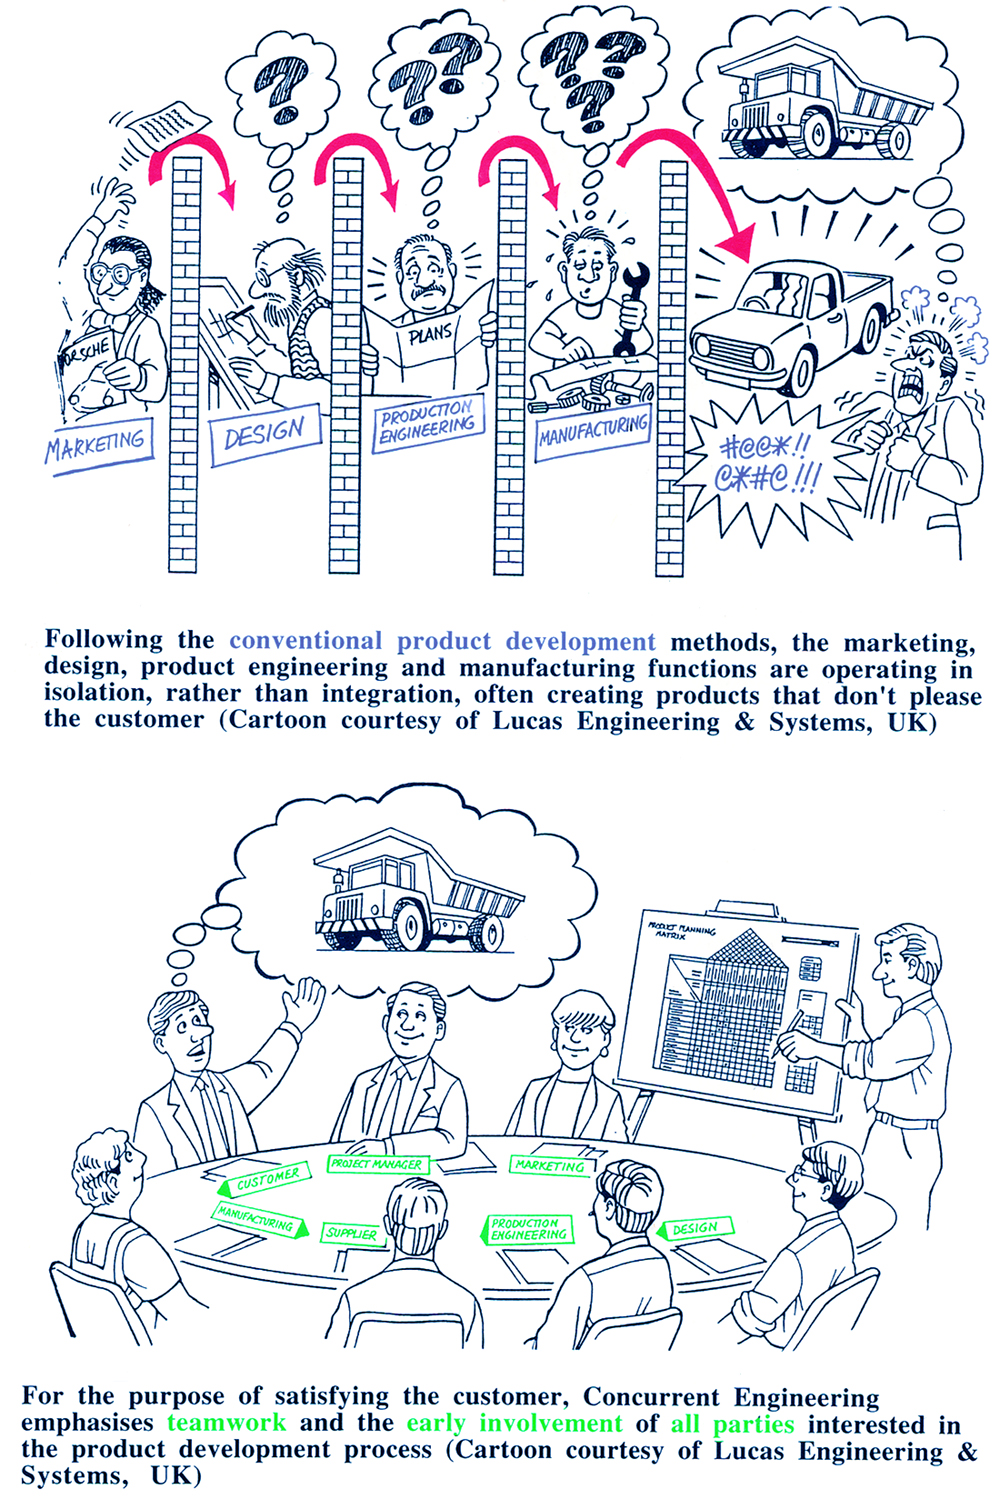 PORSCHE
PLANS
MARKETING
DESIGN
PRODUCTION
ENGINEERING
MANUFACTURING
#@@*!!
@*#@!!!
Following the conventional product development methods, the marketing,
design, product engineering and manufacturing functions are operating in
isolation, rather than integration, often creating products that don't please
the customer (Cartoon courtesy of Lucas Engineering & Systems, UK)
PRODUCT PLANNING
MATRIX
CUSTOMER
PROJECT MANAGER
MARKETING
MANUFACTURING
SUPPLIER
PRODUCTION
ENGINEERING
DESIGN
For the purpose of satisfying the customer, Concurrent Engineering
emphasises teamwork and the early involvement of all parties interested in
the product development process (Cartoon courtesy of Lucas Engineering &
Systems, UK)